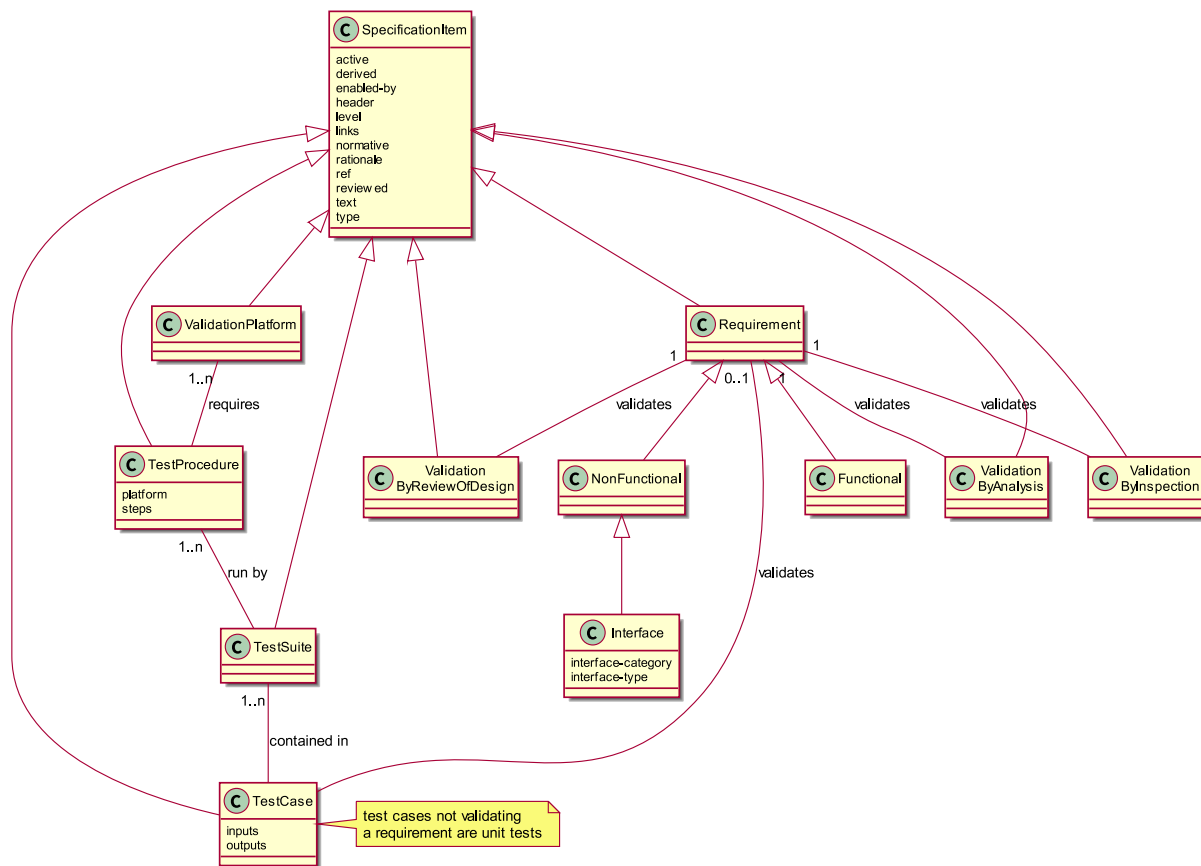 C SpecificationItem
active
derived
enabled-by
header
level
links
normative
rationale
ref
reviewed
text
type
C ValidationPlatform
C Requirement
1..n
requires
1
0..1
1
1
validates
validates
validates
C TestProcedure
platform
steps
C Validation
ByReviewOfDesign
C NonFunctional
C Functional
C Validation
ByAnalysis
C Validation
ByInspection
1..n
run by
validates
C TestSuite
C Interface
interface-category
interface-type
1..n
contained in
C TestCase
inputs
outputs
test cases not validating
a requirement are unit tests